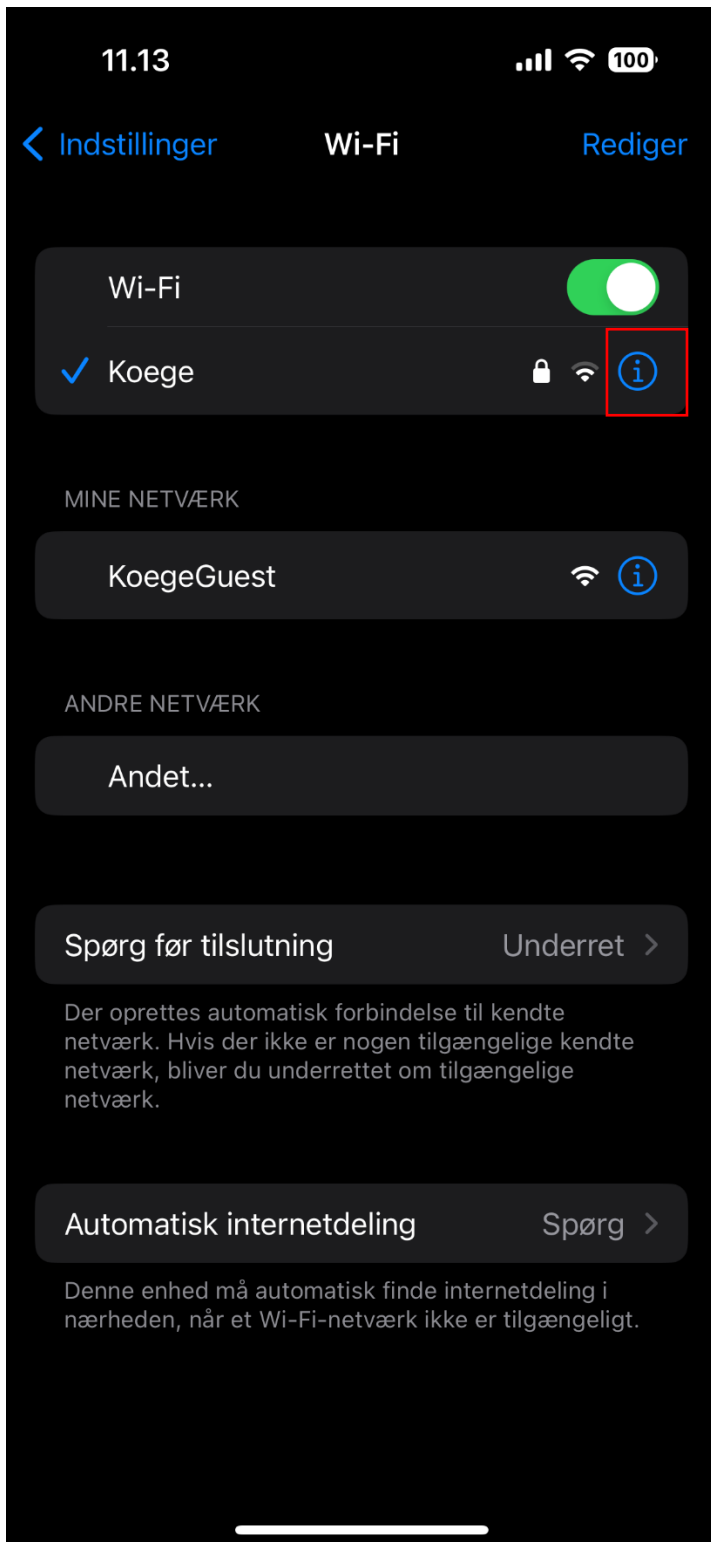 11.13
100
Indstillinger
Wi-Fi
Rediger
Wi-Fi
Koege
MINE NETVÆRK
KoegeGuest
ANDRE NETVÆRK
Andet...
Spørg før tilslutning
Underret
Der oprettes automatisk forbindelse til kendte
netværk. Hvis der ikke er nogen tilgængelige kendte
netværk, bliver du underrettet om tilgængelige
netværk.
Automatisk internetdeling
Spørg
Denne enhed må automatisk finde internetdeling i
nærheden, når et Wi-Fi-netværk ikke er tilgængeligt.